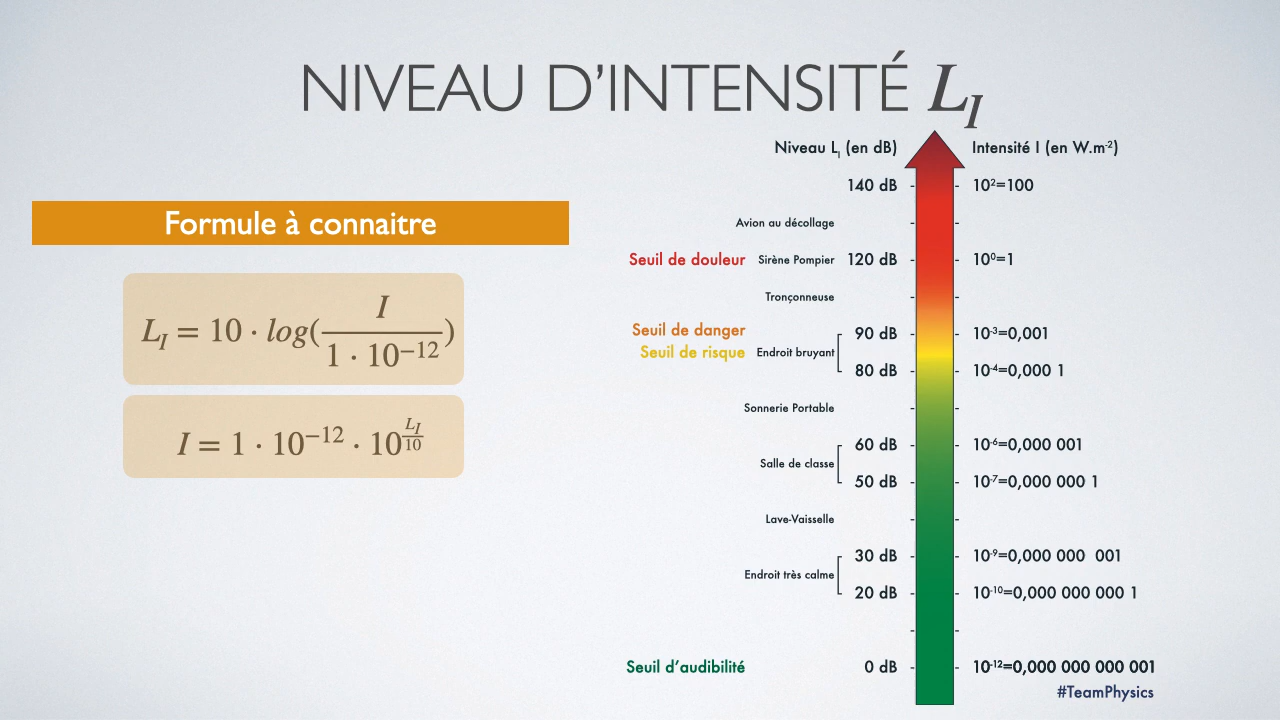 NIVEAU D’INTENSITÉ L_I
Formule à connaitre
L_I = 10 · log(I / 1 · 10⁻¹²)
I = 1 · 10⁻¹² · 10^(L_I/10)
Niveau L_I (en dB) Intensité I (en W.m⁻²)
140 dB - - 10²=100
Avion au décollage - -
Seuil de douleur Sirène Pompier 120 dB - - 10⁰=1
Tronçonneuse - -
Seuil de danger 90 dB - - 10⁻³=0,001
Seuil de risque Endroit bruyant
80 dB - - 10⁻⁴=0,000 1
Sonnerie Portable - -
60 dB - - 10⁻⁶=0,000 001
Salle de classe
50 dB - - 10⁻⁷=0,000 000 1
Lave-Vaisselle - -
30 dB - - 10⁻⁹=0,000 000 001
Endroit très calme
20 dB - - 10⁻¹⁰=0,000 000 000 1
- -
Seuil d’audibilité 0 dB - - 10⁻¹²=0,000 000 000 001
#TeamPhysics